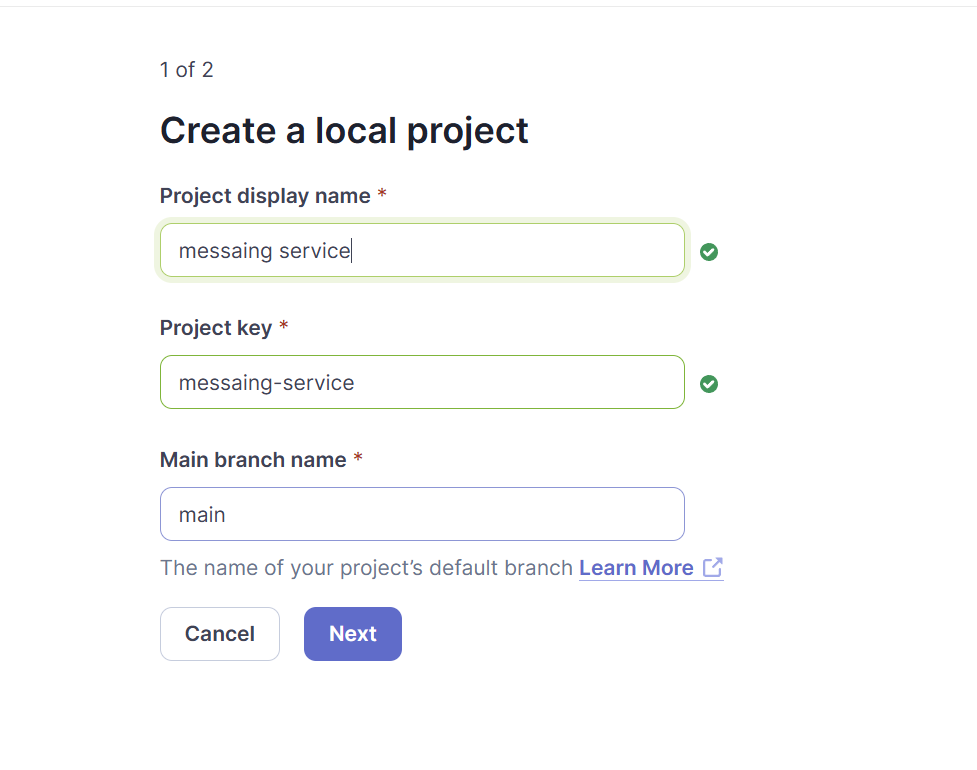 1 of 2
Create a local project
Project display name *
messaing service
Project key *
messaing-service
Main branch name *
main
The name of your project’s default branch Learn More
Cancel
Next